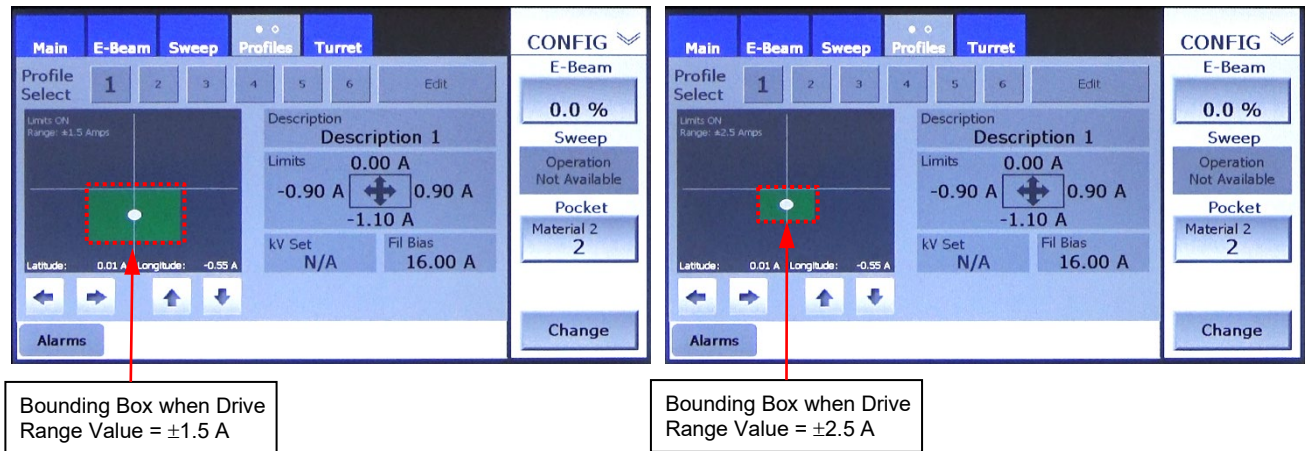 Main E-Beam Sweep Profiles Turret
CONFIG
Profile
Select
1 2 3 4 5 6 Edit
Limits ON
Range: ±1.5 Amps
Description
Description 1
Limits
0.00 A
-0.90 A 0.90 A
-1.10 A
kV Set
N/A
Fil Bias
16.00 A
Latitude: 0.01 A Longitude: -0.55 A
Alarms
E-Beam
0.0 %
Sweep
Operation
Not Available
Pocket
Material 2
2
Change
Bounding Box when Drive
Range Value = ±1.5 A
Main E-Beam Sweep Profiles Turret
CONFIG
Profile
Select
1 2 3 4 5 6 Edit
Limits ON
Range: ±2.5 Amps
Description
Description 1
Limits
0.00 A
-0.90 A 0.90 A
-1.10 A
kV Set
N/A
Fil Bias
16.00 A
Latitude: 0.01 A Longitude: -0.55 A
Alarms
E-Beam
0.0 %
Sweep
Operation
Not Available
Pocket
Material 2
2
Change
Bounding Box when Drive
Range Value = ±2.5 A